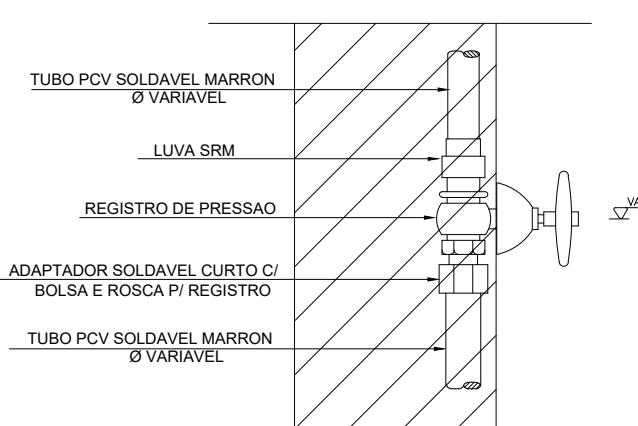 TUBO PCV SOLDAVEL MARRON
Ø VARIAVEL
LUVA SRM
REGISTRO DE PRESSAO
VA
ADAPTADOR SOLDAVEL CURTO C/
BOLSA E ROSCA P/ REGISTRO
TUBO PCV SOLDAVEL MARRON
Ø VARIAVEL